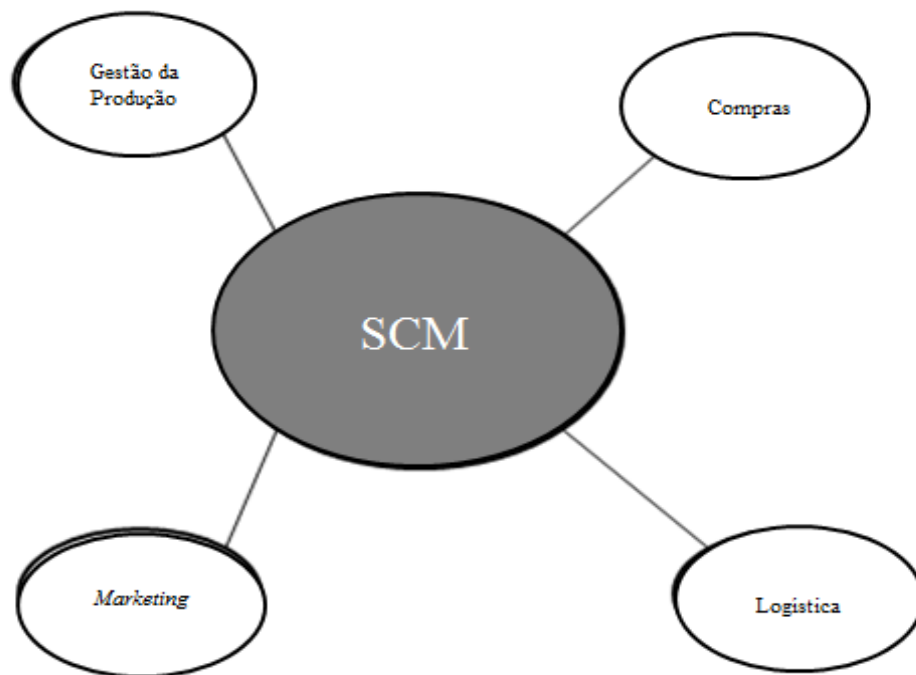 Gestão da
Produção
Compras
SCM
Marketing
Logística